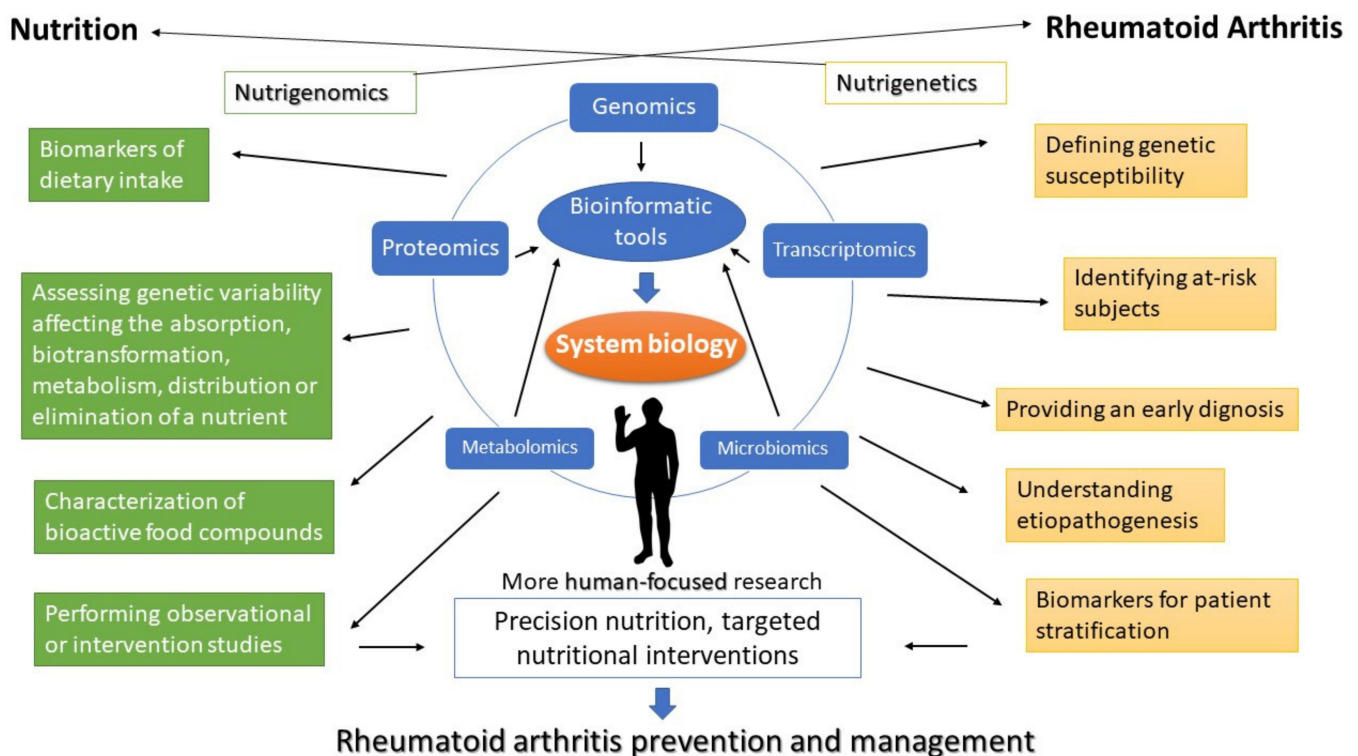 Nutrition
Rheumatoid Arthritis
Nutrigenomics
Nutrigenetics
Genomics
Biomarkers of
dietary intake
Defining genetic
susceptibility
Bioinformatic
tools
Proteomics
Transcriptomics
Assessing genetic variability
affecting the absorption,
biotransformation,
metabolism, distribution or
elimination of a nutrient
Identifying at-risk
subjects
System biology
Providing an early dignosis
Metabolomics
Microbiomics
Characterization of
bioactive food compounds
Understanding
etiopathogenesis
More human-focused research
Performing observational
or intervention studies
Precision nutrition, targeted
nutritional interventions
Biomarkers for patient
stratification
Rheumatoid arthritis prevention and management